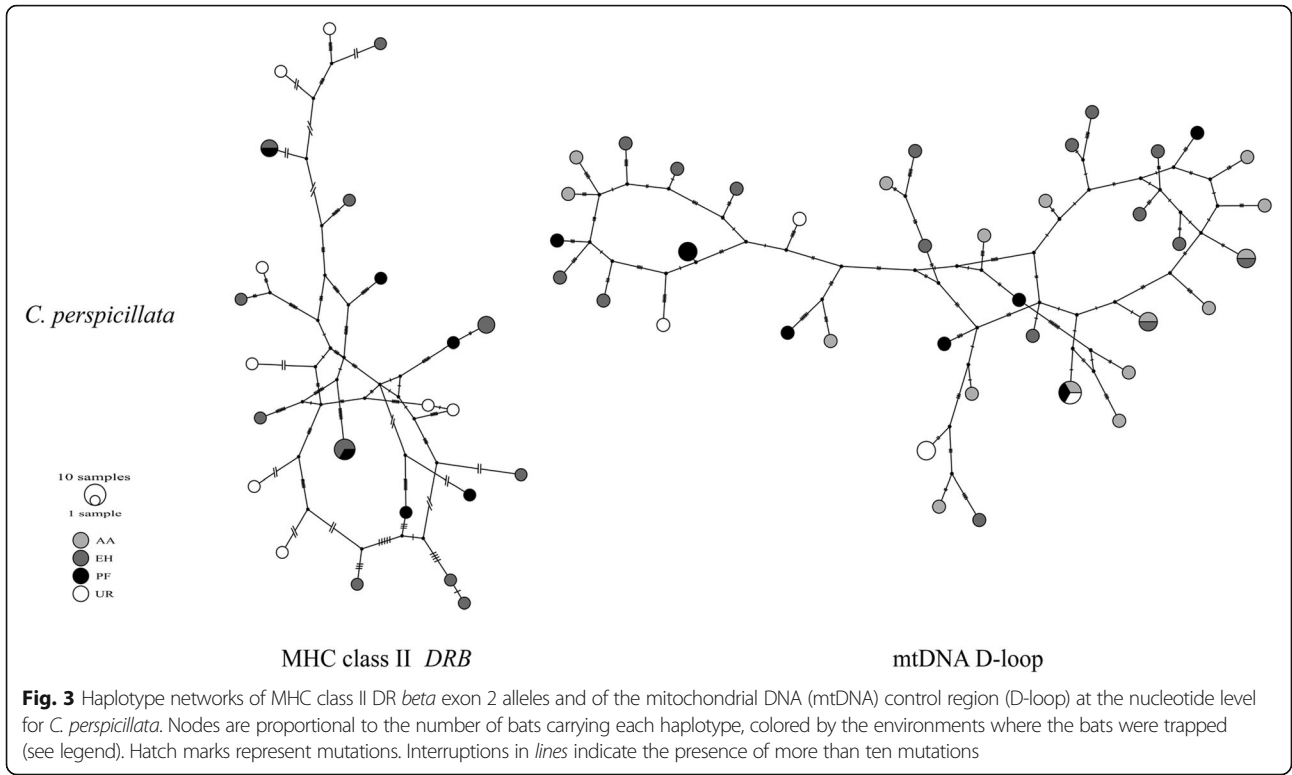 C. perspicillata
10 samples
1 sample
AA
EH
PF
UR
MHC class II DRB
mtDNA D-loop
Fig. 3 Haplotype networks of MHC class II DR beta exon 2 alleles and of the mitochondrial DNA (mtDNA) control region (D-loop) at the nucleotide level
for C. perspicillata. Nodes are proportional to the number of bats carrying each haplotype, colored by the environments where the bats were trapped
(see legend). Hatch marks represent mutations. Interruptions in lines indicate the presence of more than ten mutations